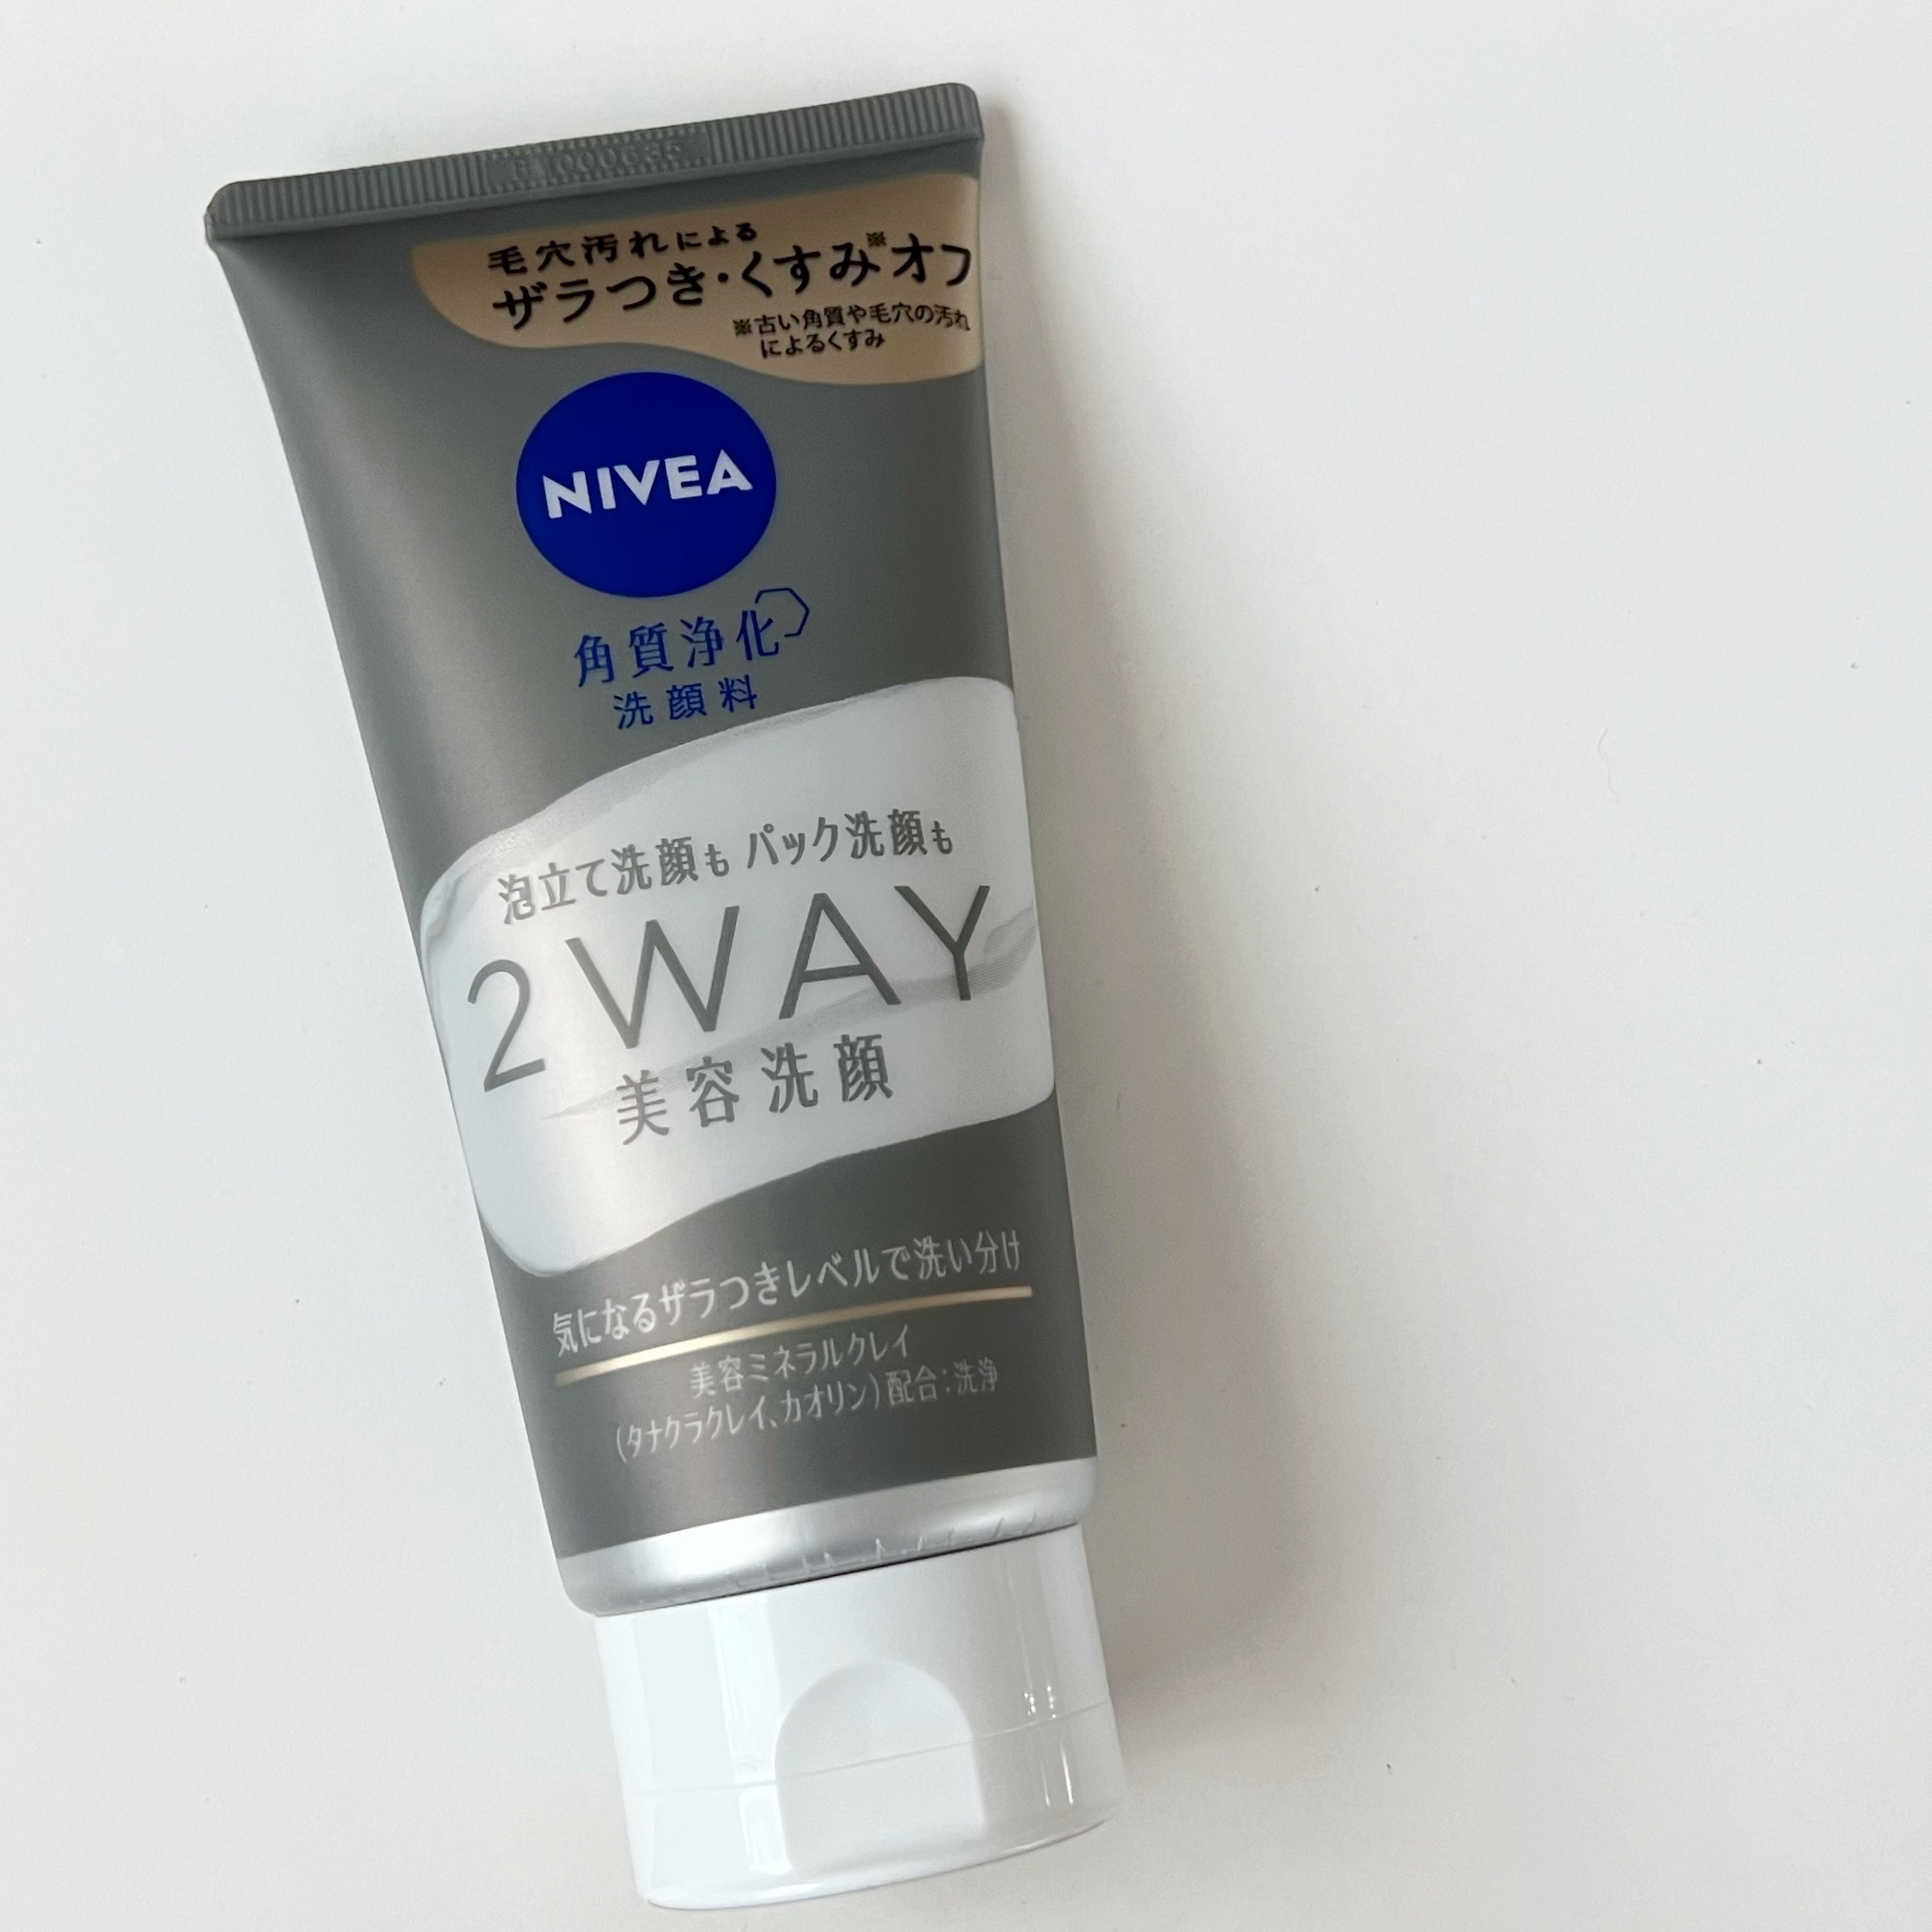 毛穴汚れによる
ザラつき・くすみ※オフ
※古い角質や毛穴の汚れ
によるくすみ
NIVEA
角質浄化
洗顔料
泡立て洗顔も パック洗顔も
2WAY
美容洗顔
気になるザラつきレベルで洗い分け
美容ミネラルクレイ
(タナクラクレイ、カオリン)配合:洗浄